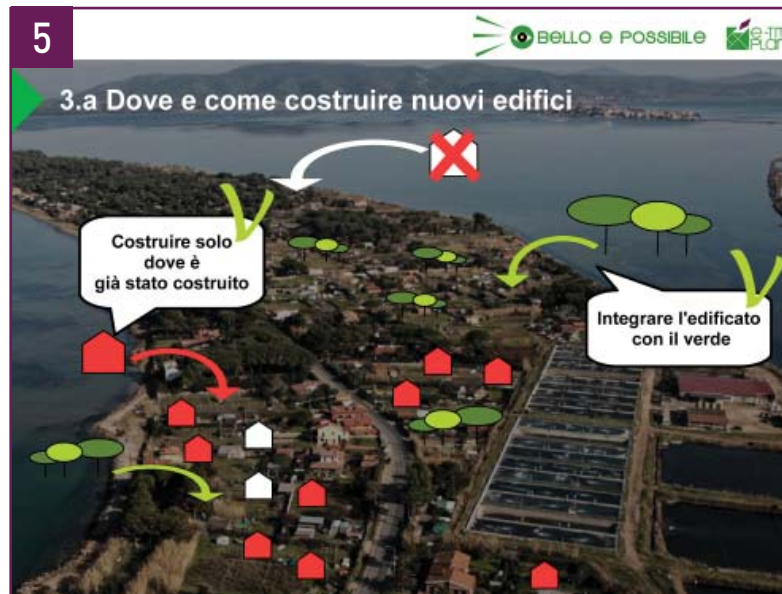 5
BELLO E POSSIBILE
3.a Dove e come costruire nuovi edifici
Costruire solo
dove è
già stato costruito
Integrare l'edificato
con il verde